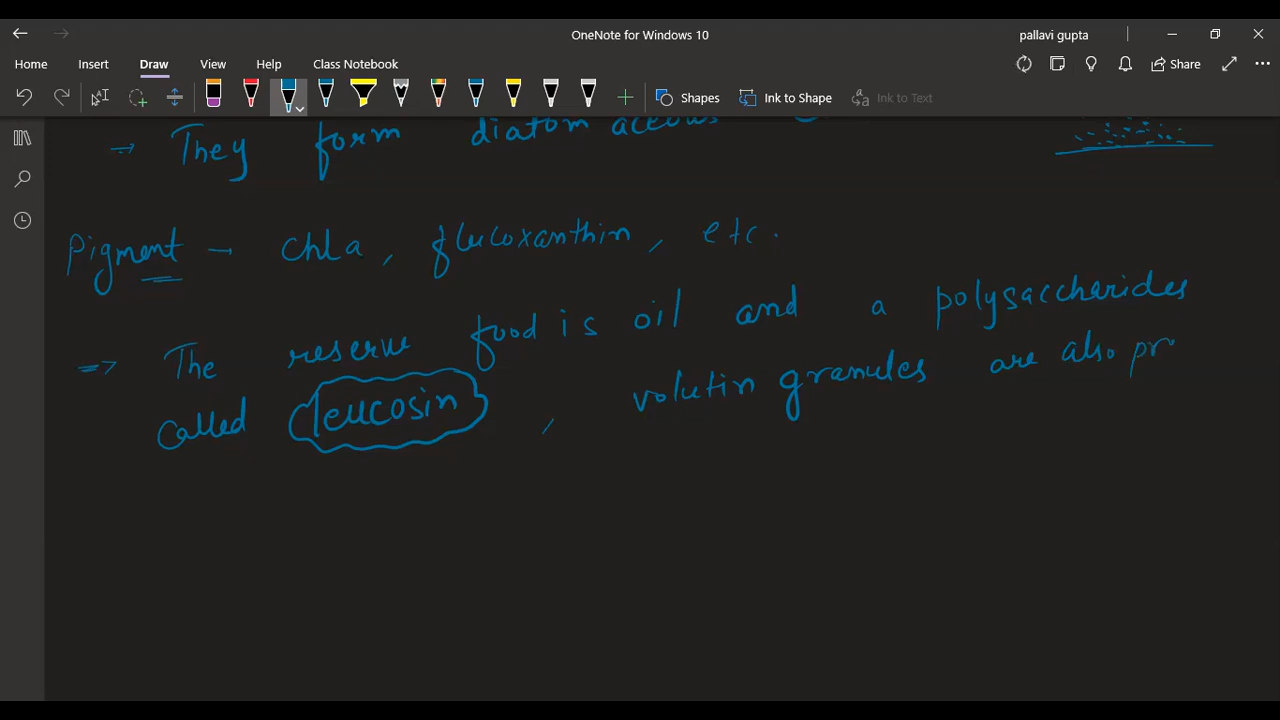 OneNote for Windows 10
pallavi gupta
Home Insert Draw View Help Class Notebook
Share
Shapes Ink to Shape Ink to Text
⇒ They form diatomaceous
Pigment → Chl a, fucoxanthin, etc.
⇒ The reserve food is oil and a polysaccharides
called leucosin , volutin granules are also pr